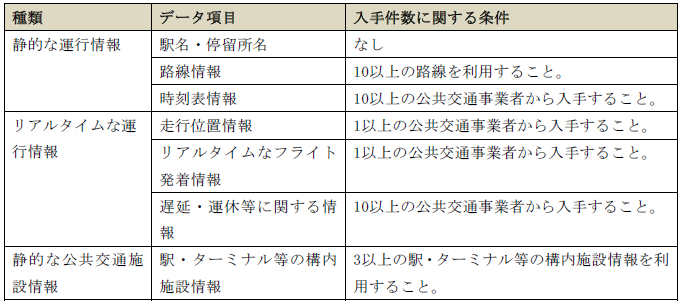 種類 データ項目 入手件数に関する条件
静的な運行情報 駅名・停留所名 なし
路線情報 10以上の路線を利用すること。
時刻表情報 10以上の公共交通事業者から入手すること。
リアルタイムな運 走行位置情報 1以上の公共交通事業者から入手すること。
行情報 リアルタイムなフライト 1以上の公共交通事業者から入手すること。
発着情報
遅延・運休等に関する情 10以上の公共交通事業者から入手すること。
報
静的な公共交通施 駅・ターミナル等の構内 3以上の駅・ターミナル等の構内施設情報を利
設情報 施設情報 用すること。